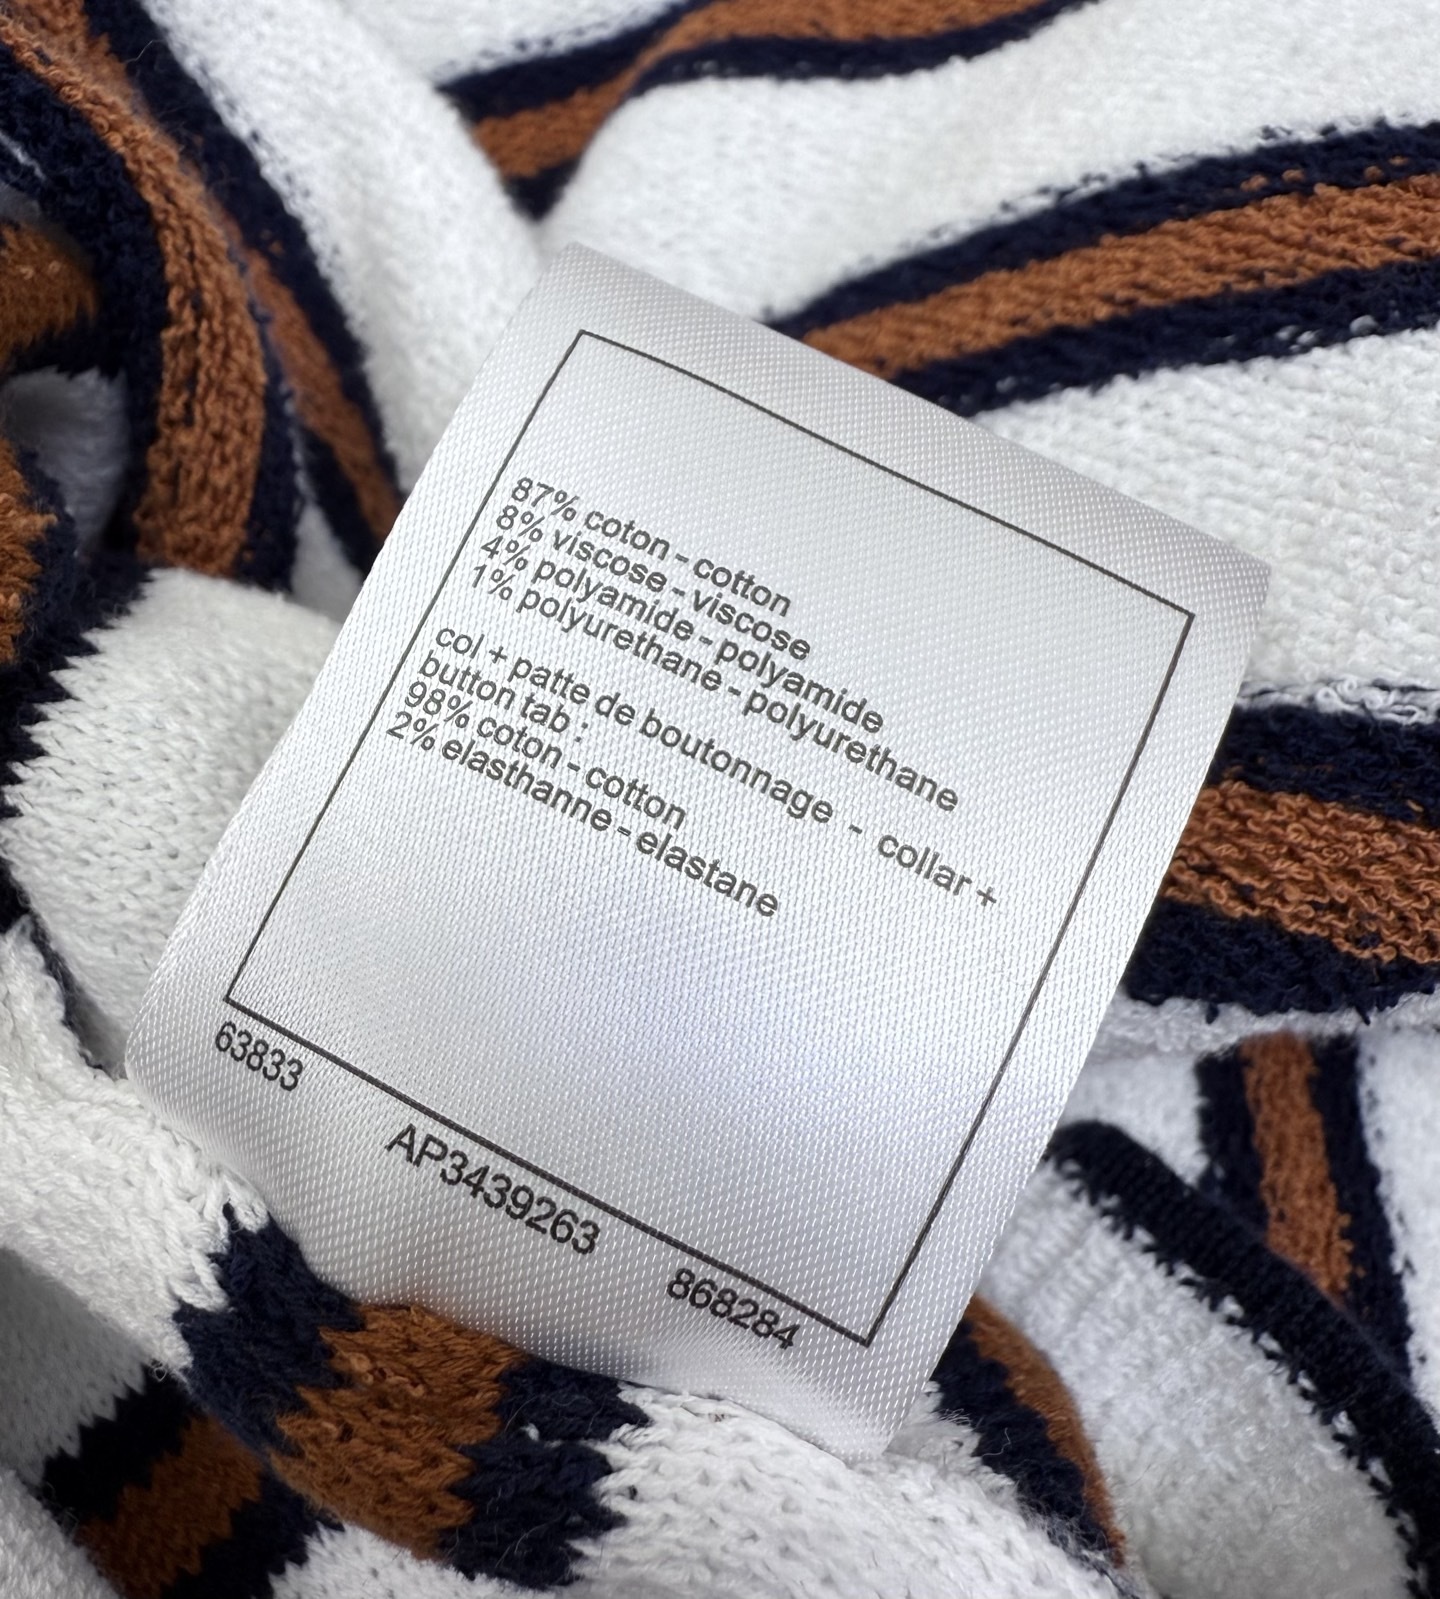 87% coton - cotton
8% viscose - viscose
4% polyamide - polyamide
1% polyurethane - polyurethane
col + patte de boutonnage - collar +
button tab :
98% coton - cotton
2% elasthanne - elastane
63833
AP3439263
868284